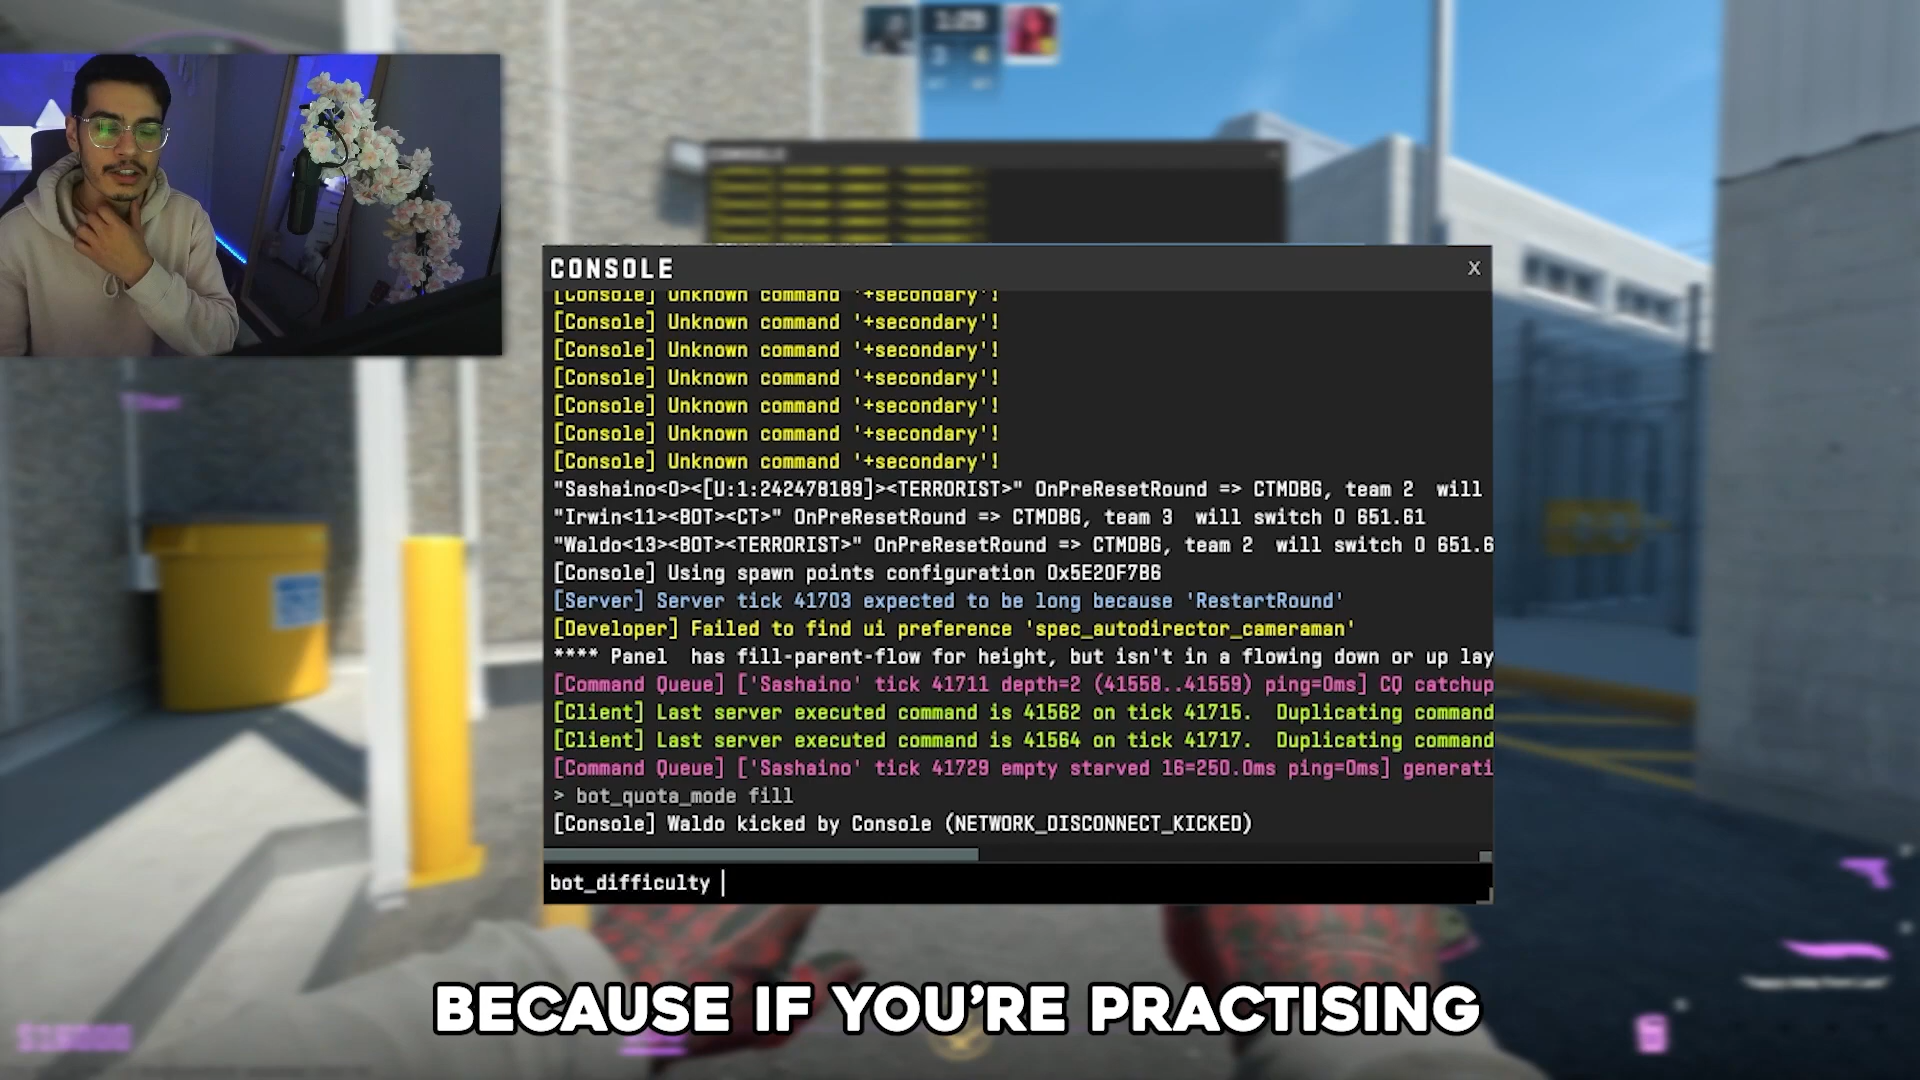 1:29
CONSOLE
CONSOLE X
[Console] Unknown command '+secondary'!
[Console] Unknown command '+secondary'!
[Console] Unknown command '+secondary'!
[Console] Unknown command '+secondary'!
[Console] Unknown command '+secondary'!
[Console] Unknown command '+secondary'!
[Console] Unknown command '+secondary'!
"Sashaino<0><[U:1:242478189]><TERRORIST>" OnPreResetRound => CTMDBG, team 2 will
"Irwin<11><BOT><CT>" OnPreResetRound => CTMDBG, team 3 will switch 0 651.61
"Waldo<13><BOT><TERRORIST>" OnPreResetRound => CTMDBG, team 2 will switch 0 651.6
[Console] Using spawn points configuration 0x5E20F7B6
[Server] Server tick 41703 expected to be long because 'RestartRound'
[Developer] Failed to find ui preference 'spec_autodirector_cameraman'
**** Panel has fill-parent-flow for height, but isn't in a flowing down or up lay
[Command Queue] ['Sashaino' tick 41711 depth=2 (41558..41559) ping=0ms] CQ catchup
[Client] Last server executed command is 41562 on tick 41715. Duplicating command
[Client] Last server executed command is 41564 on tick 41717. Duplicating command
[Command Queue] ['Sashaino' tick 41729 empty starved 16=250.0ms ping=0ms] generati
> bot_quota_mode fill
[Console] Waldo kicked by Console (NETWORK_DISCONNECT_KICKED)
bot_difficulty
BECAUSE IF YOU'RE PRACTISING